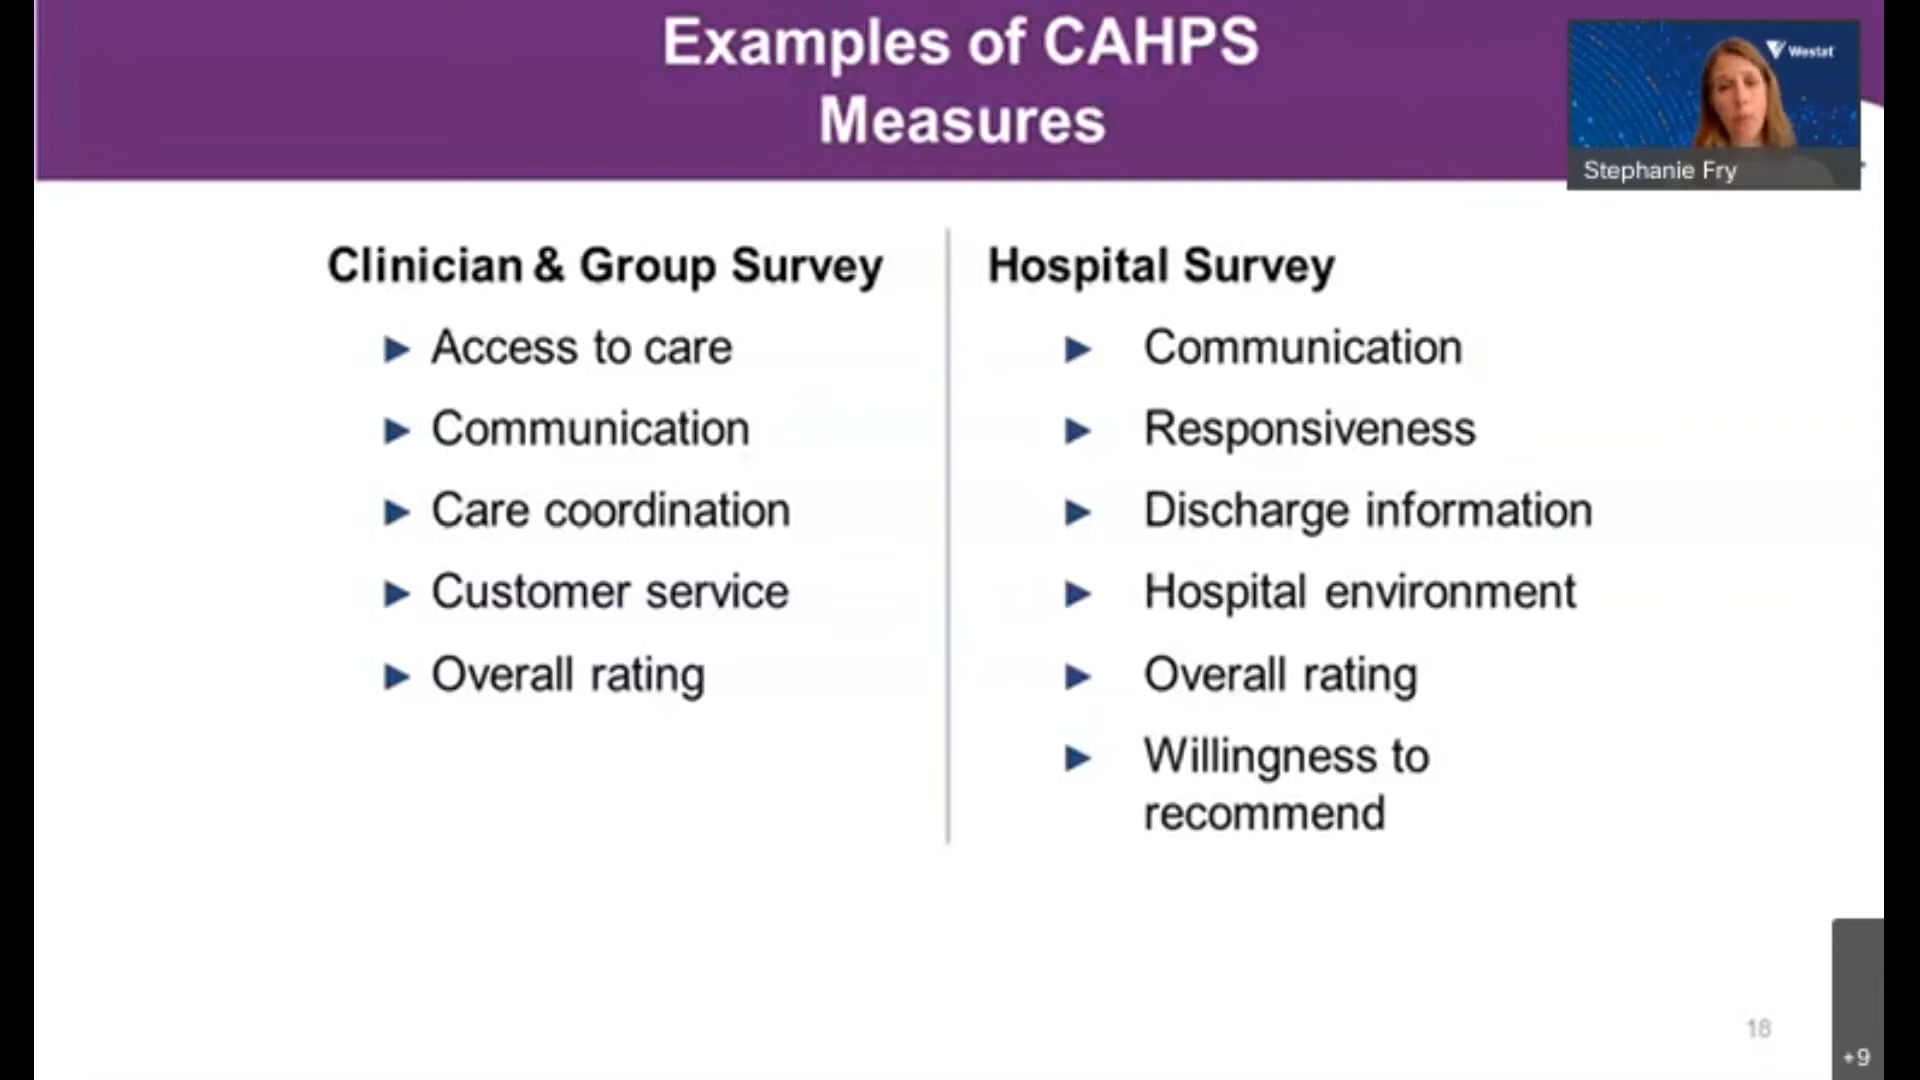 Examples of CAHPS
Measures
Westat
Stephanie Fry
Clinician & Group Survey
► Access to care
► Communication
► Care coordination
► Customer service
► Overall rating
Hospital Survey
► Communication
► Responsiveness
► Discharge information
► Hospital environment
► Overall rating
► Willingness to
recommend
18
+9